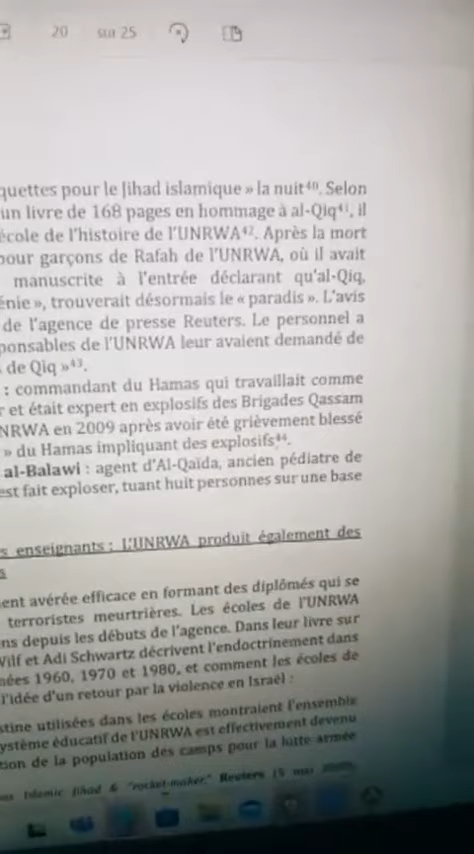 20 sur 25
quettes pour le Jihad islamique » la nuit⁴⁰. Selon
un livre de 168 pages en hommage à al-Qiq⁴¹, il
école de l'histoire de l'UNRWA⁴². Après la mort
pour garçons de Rafah de l'UNRWA, où il avait
manuscrite à l'entrée déclarant qu'al-Qiq,
énie », trouverait désormais le « paradis ». L'avis
de l'agence de presse Reuters. Le personnel a
ponsables de l'UNRWA leur avaient demandé de
de Qiq »⁴³.
: commandant du Hamas qui travaillait comme
r et était expert en explosifs des Brigades Qassam
NRWA en 2009 après avoir été grièvement blessé
» du Hamas impliquant des explosifs⁴⁴.
al-Balawi : agent d'Al-Qaïda, ancien pédiatre de
est fait exploser, tuant huit personnes sur une base
s enseignants : L'UNRWA produit également des
s
ent avérée efficace en formant des diplômés qui se
terroristes meurtrières. Les écoles de l'UNRWA
ns depuis les débuts de l'agence. Dans leur livre sur
Wilf et Adi Schwartz décrivent l'endoctrinement dans
nées 1960, 1970 et 1980, et comment les écoles de
l'idée d'un retour par la violence en Israël :
stine utilisées dans les écoles montraient l'ensemble
ystème éducatif de l'UNRWA est effectivement devenu
tion de la population des camps pour la lutte armée
Islamic Jihad & "rocket-maker," Reuters (5 mai